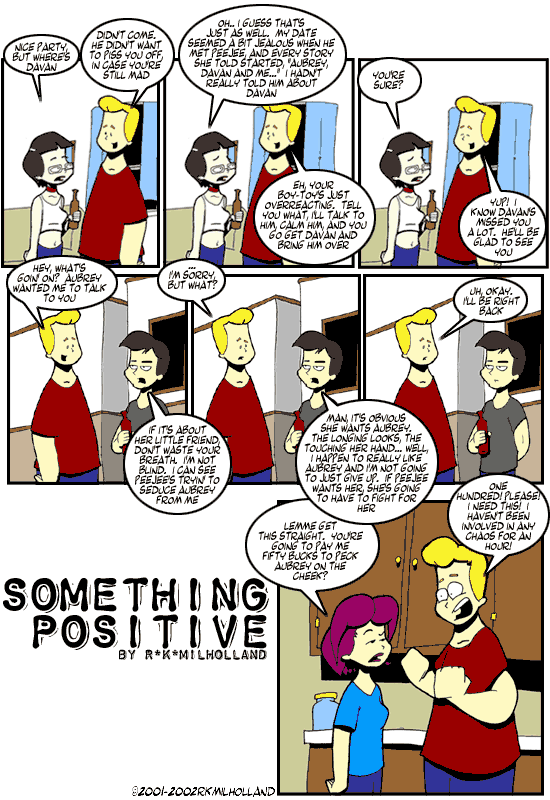 NICE PARTY,
BUT WHERE'S
DAVAN
DIDN'T COME.
HE DIDN'T WANT
TO PISS YOU OFF,
IN CASE YOU'RE
STILL MAD
OH.. I GUESS THAT'S
JUST AS WELL. MY DATE
SEEMED A BIT JEALOUS WHEN HE
MET PEEJEE, AND EVERY STORY
SHE TOLD STARTED, "AUBREY,
DAVAN AND ME..." I HADN'T
REALLY TOLD HIM ABOUT
DAVAN
EH, YOUR
BOY-TOY'S JUST
OVERREACTING. TELL
YOU WHAT, I'LL TALK TO
HIM, CALM HIM, AND YOU
GO GET DAVAN AND
BRING HIM OVER
YOU'RE
SURE?
YUP! I
KNOW DAVAN'S
MISSED YOU
A LOT. HE'LL BE
GLAD TO SEE
YOU
HEY, WHAT'S
GOIN' ON? AUBREY
WANTED ME TO TALK
TO YOU
IF IT'S ABOUT
HER LITTLE FRIEND,
DON'T WASTE YOUR
BREATH. I'M NOT
BLIND. I CAN SEE
PEEJEE'S TRYIN' TO
SEDUCE AUBREY
FROM ME
...
I'M SORRY,
BUT WHAT?
MAN, IT'S OBVIOUS
SHE WANTS AUBREY.
THE LONGING LOOKS, THE
TOUCHING HER HAND... WELL,
I HAPPEN TO REALLY LIKE
AUBREY AND I'M NOT GOING
TO JUST GIVE UP. IF PEEJEE
WANTS HER, SHE'S GOING
TO HAVE TO FIGHT FOR
HER
UH, OKAY.
I'LL BE RIGHT
BACK
LEMME GET
THIS STRAIGHT. YOU'RE
GOING TO PAY ME
FIFTY BUCKS TO PECK
AUBREY ON THE
CHEEK?
ONE
HUNDRED! PLEASE!
I NEED THIS! I
HAVEN'T BEEN
INVOLVED IN ANY
CHAOS FOR AN
HOUR!
SOMETHING
POSITIVE
BY R*K*MILHOLLAND
©2001-2002RKMILHOLLAND